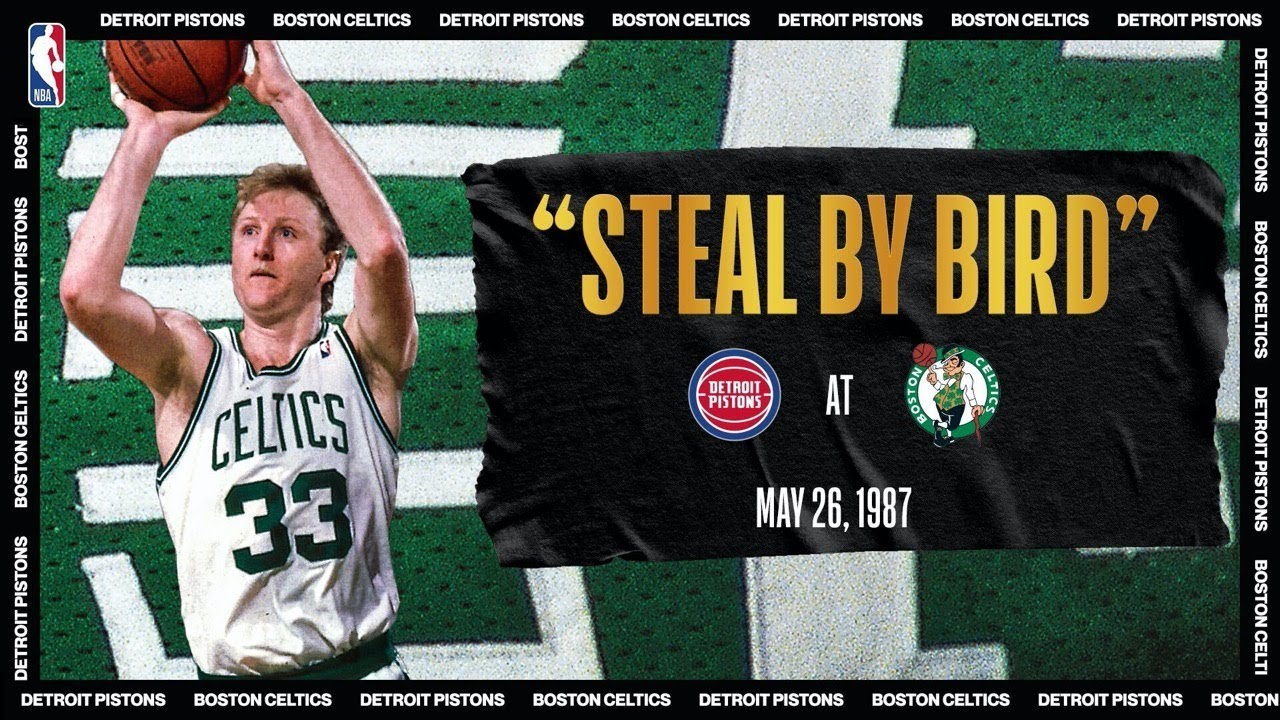 DETROIT PISTONS BOSTON CELTICS DETROIT PISTONS BOSTON CELTICS DETROIT PISTONS BOSTON CELTICS DETROIT PISTONS
NBA
BOST
DETROIT PISTONS
BOSTON CELTICS
DETROIT PISTONS
CELTICS
33
“STEAL BY BIRD”
DETROIT
PISTONS
AT
BOSTON CELTICS
MAY 26, 1987
DETROIT PISTONS
BOSTON CELTICS
DETROIT PISTONS
BOSTON CELTI
DETROIT PISTONS BOSTON CELTICS DETROIT PISTONS BOSTON CELTICS DETROIT PISTONS BOSTON CELTICS DETROIT PISTONS BOSTON